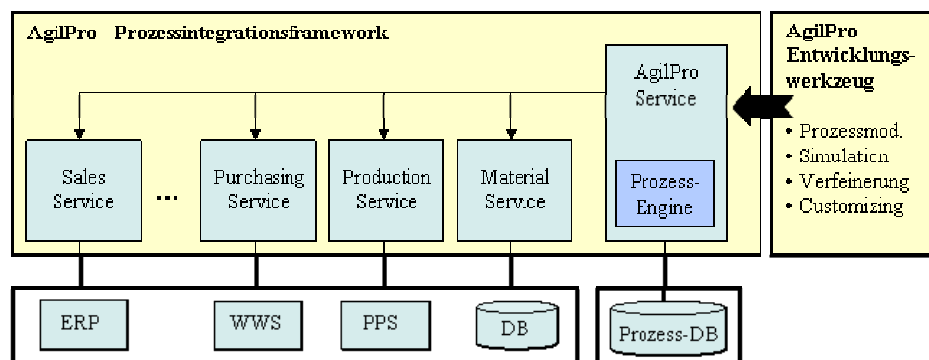 AgilPro Prozessintegrationsframework
AgilPro
Service
Prozess-
Engine
Sales
Service
...
Purchasing
Service
Production
Service
Material
Service
AgilPro
Entwicklungs-
werkzeug
• Prozessmod.
• Simulation
• Verfeinerung
• Customizing
ERP
WWS
PPS
DB
Prozess-DB